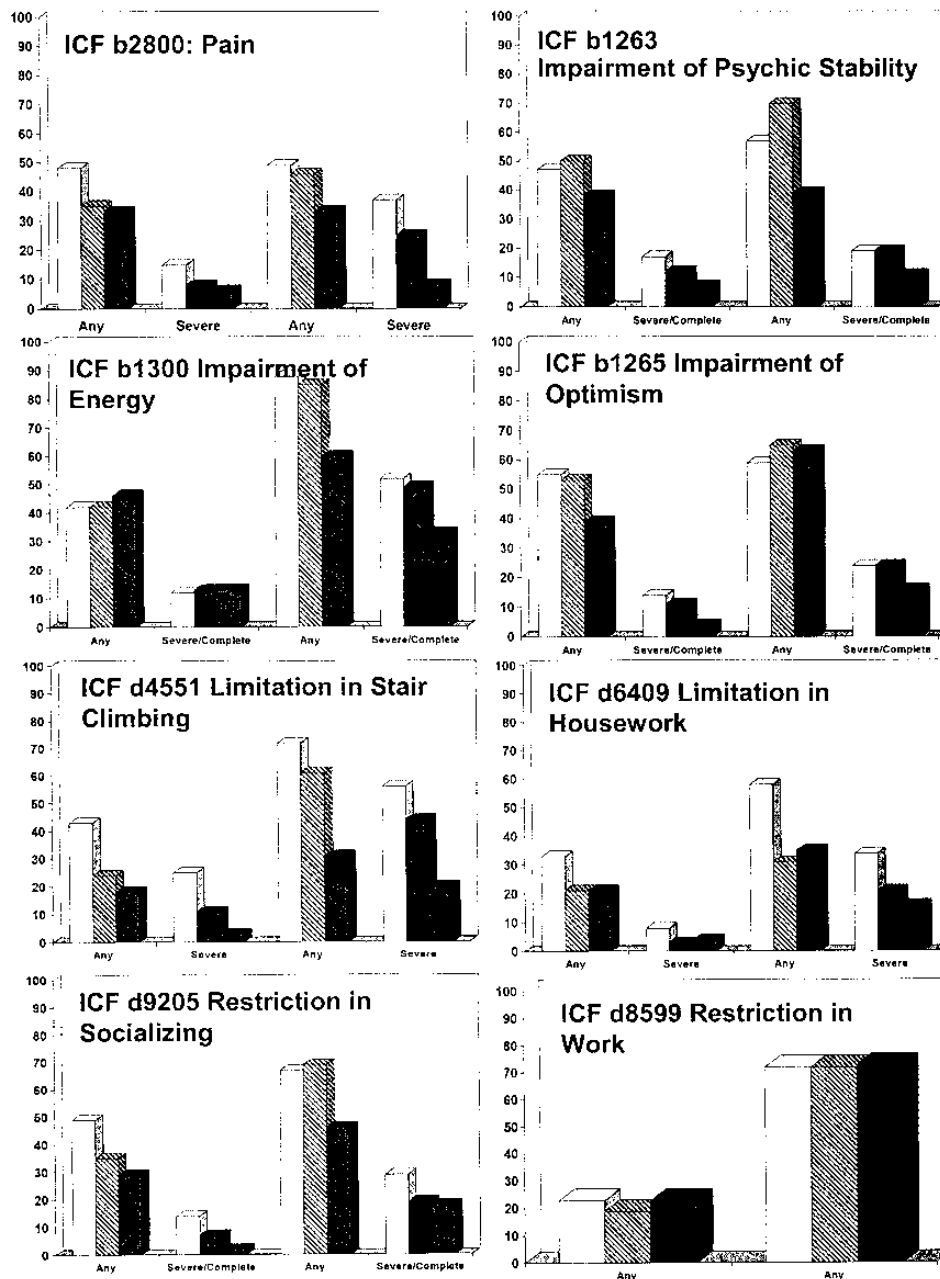 100
90
80
70
60
50
40
30
20
10
0
ICF b2800: Pain
Any
Severe
Any
Severe
100
90
80
70
60
50
40
30
20
10
0
ICF b1263
Impairment of Psychic Stability
Any
Severe/Complete
Any
Severe/Complete
100
90
80
70
60
50
40
30
20
10
0
ICF b1300 Impairment of
Energy
Any
Severe/Complete
Any
Severe/Complete
100
90
80
70
60
50
40
30
20
10
0
ICF b1265 Impairment of
Optimism
Any
Severe/Complete
Any
Severe/Complete
100
90
80
70
60
50
40
30
20
10
0
ICF d4551 Limitation in Stair
Climbing
Any
Severe
Any
Severe
100
90
80
70
60
50
40
30
20
10
0
ICF d6409 Limitation in
Housework
Any
Severe
Any
Severe
100
90
80
70
60
50
40
30
20
10
0
ICF d9205 Restriction in
Socializing
Any
Severe/Complete
Any
Severe/Complete
100
90
80
70
60
50
40
30
20
10
0
ICF d8599 Restriction in
Work
Any
Any